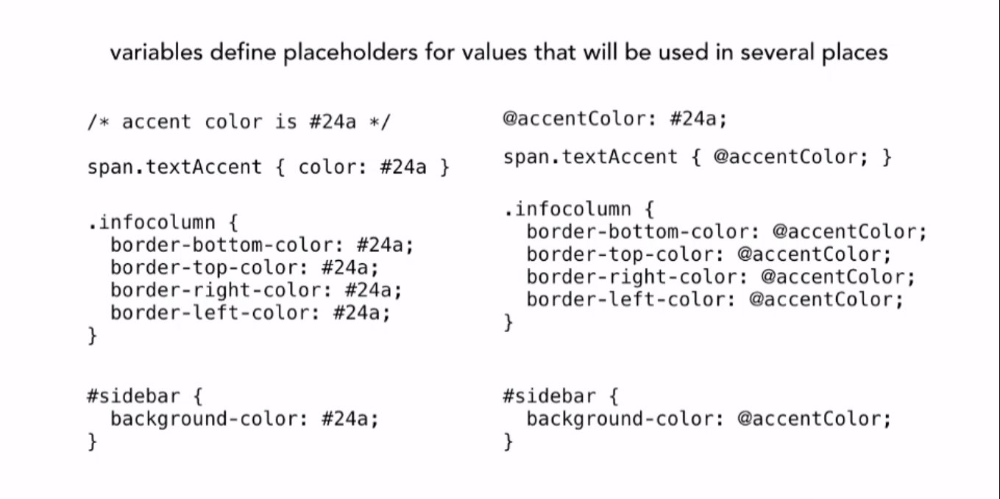 variables define placeholders for values that will be used in several places
/* accent color is #24a */
span.textAccent { color: #24a }
.infocolumn {
  border-bottom-color: #24a;
  border-top-color: #24a;
  border-right-color: #24a;
  border-left-color: #24a;
}
#sidebar {
  background-color: #24a;
}
@accentColor: #24a;
span.textAccent { @accentColor; }
.infocolumn {
  border-bottom-color: @accentColor;
  border-top-color: @accentColor;
  border-right-color: @accentColor;
  border-left-color: @accentColor;
}
#sidebar {
  background-color: @accentColor;
}